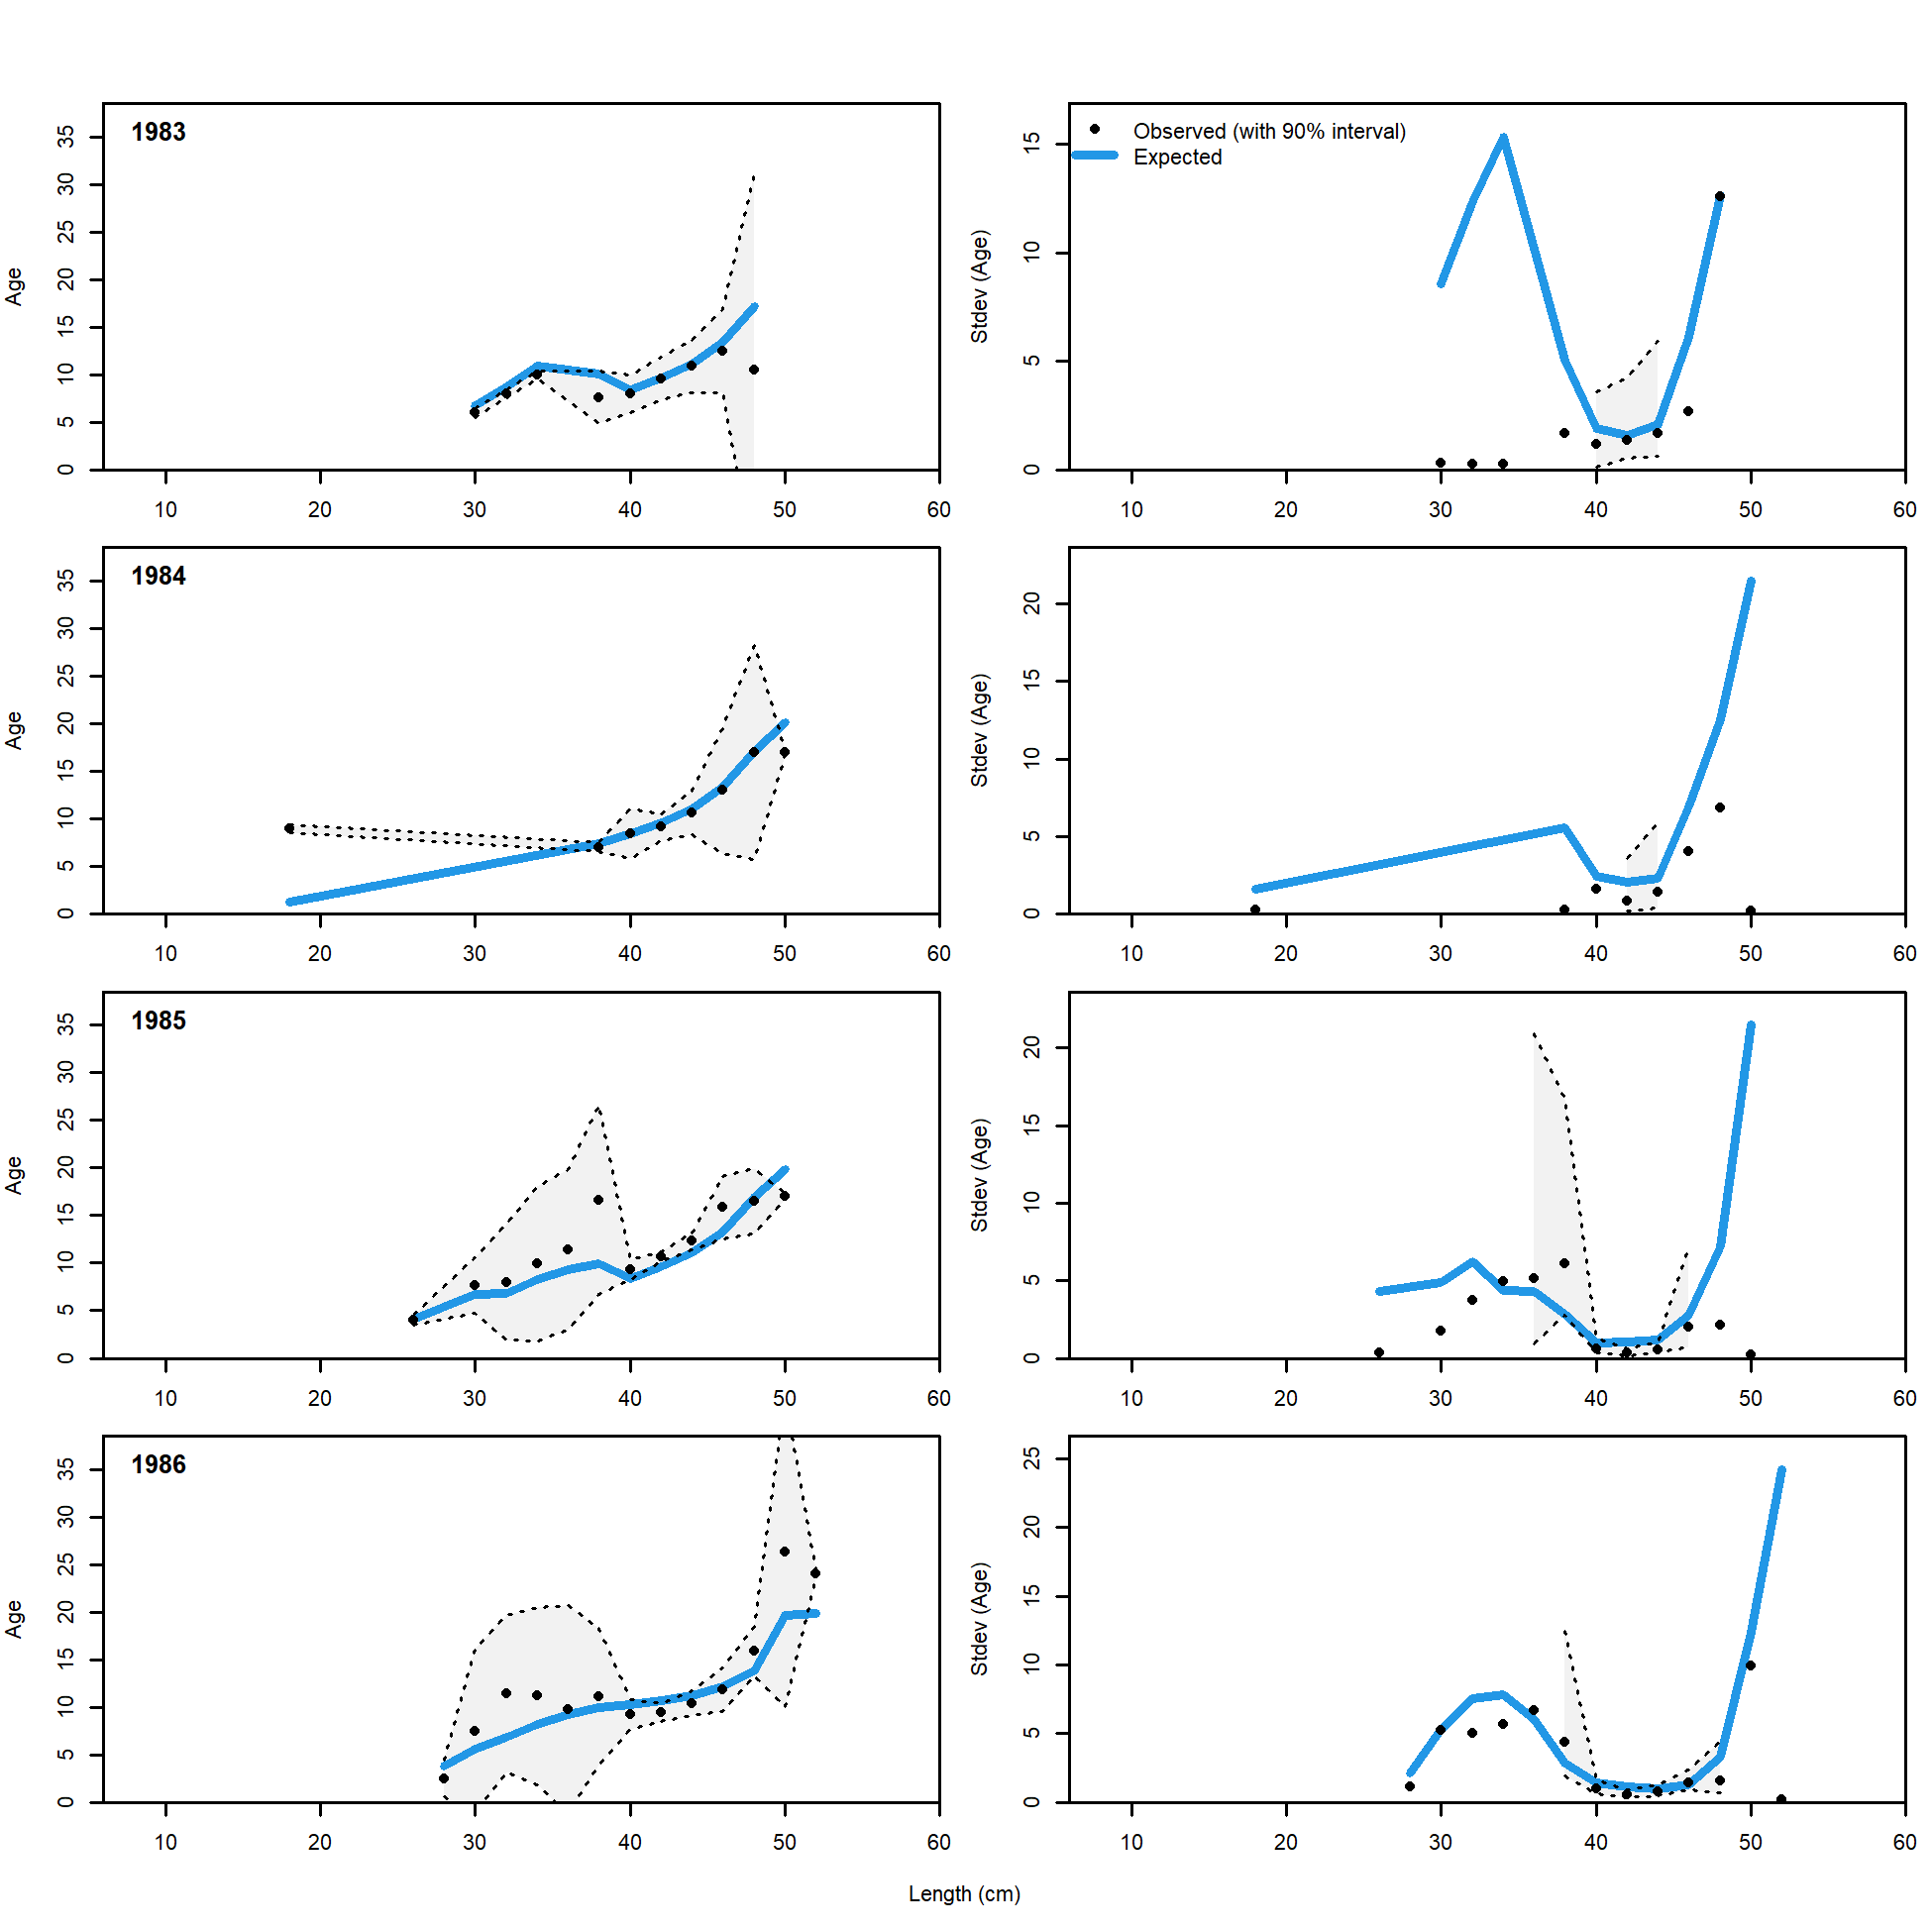 1983
Age
0 5 10 15 20 25 30 35
10 20 30 40 50 60
Observed (with 90% interval)
Expected
Stdev (Age)
0 5 10 15
10 20 30 40 50 60
1984
Age
0 5 10 15 20 25 30 35
10 20 30 40 50 60
Stdev (Age)
0 5 10 15 20
10 20 30 40 50 60
1985
Age
0 5 10 15 20 25 30 35
10 20 30 40 50 60
Stdev (Age)
0 5 10 15 20
10 20 30 40 50 60
1986
Age
0 5 10 15 20 25 30 35
10 20 30 40 50 60
Stdev (Age)
0 5 10 15 20 25
10 20 30 40 50 60
Length (cm)